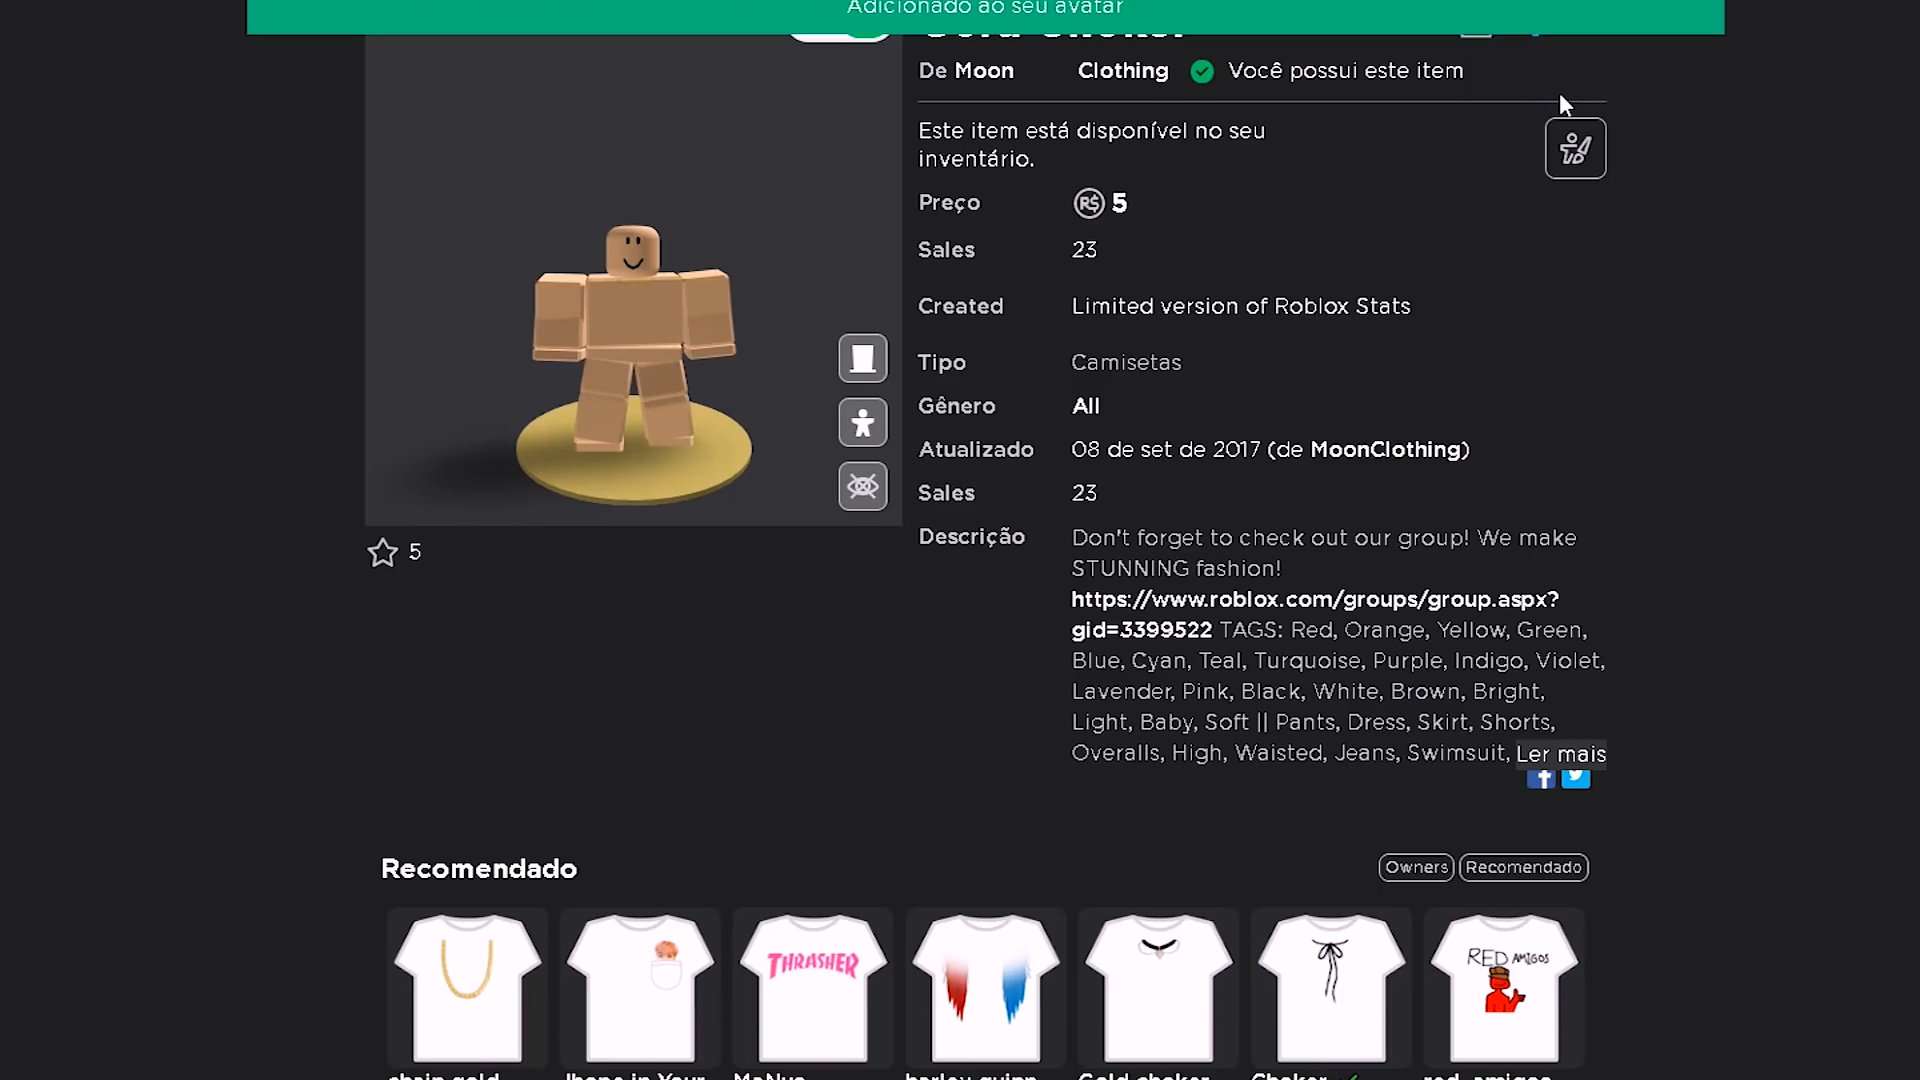 Adicionado ao seu avatar
De Moon Clothing Você possui este item
Este item está disponível no seu
inventário.
Preço R$ 5
Sales 23
Created Limited version of Roblox Stats
Tipo Camisetas
Gênero All
Atualizado 08 de set de 2017 (de MoonClothing)
Sales 23
Descrição Don't forget to check out our group! We make
STUNNING fashion!
https://www.roblox.com/groups/group.aspx?
gid=3399522 TAGS: Red, Orange, Yellow, Green,
Blue, Cyan, Teal, Turquoise, Purple, Indigo, Violet,
Lavender, Pink, Black, White, Brown, Bright,
Light, Baby, Soft || Pants, Dress, Skirt, Shorts,
Overalls, High, Waisted, Jeans, Swimsuit, Ler mais
5
Recomendado
Owners Recomendado
THRASHER
RED AMIGOS